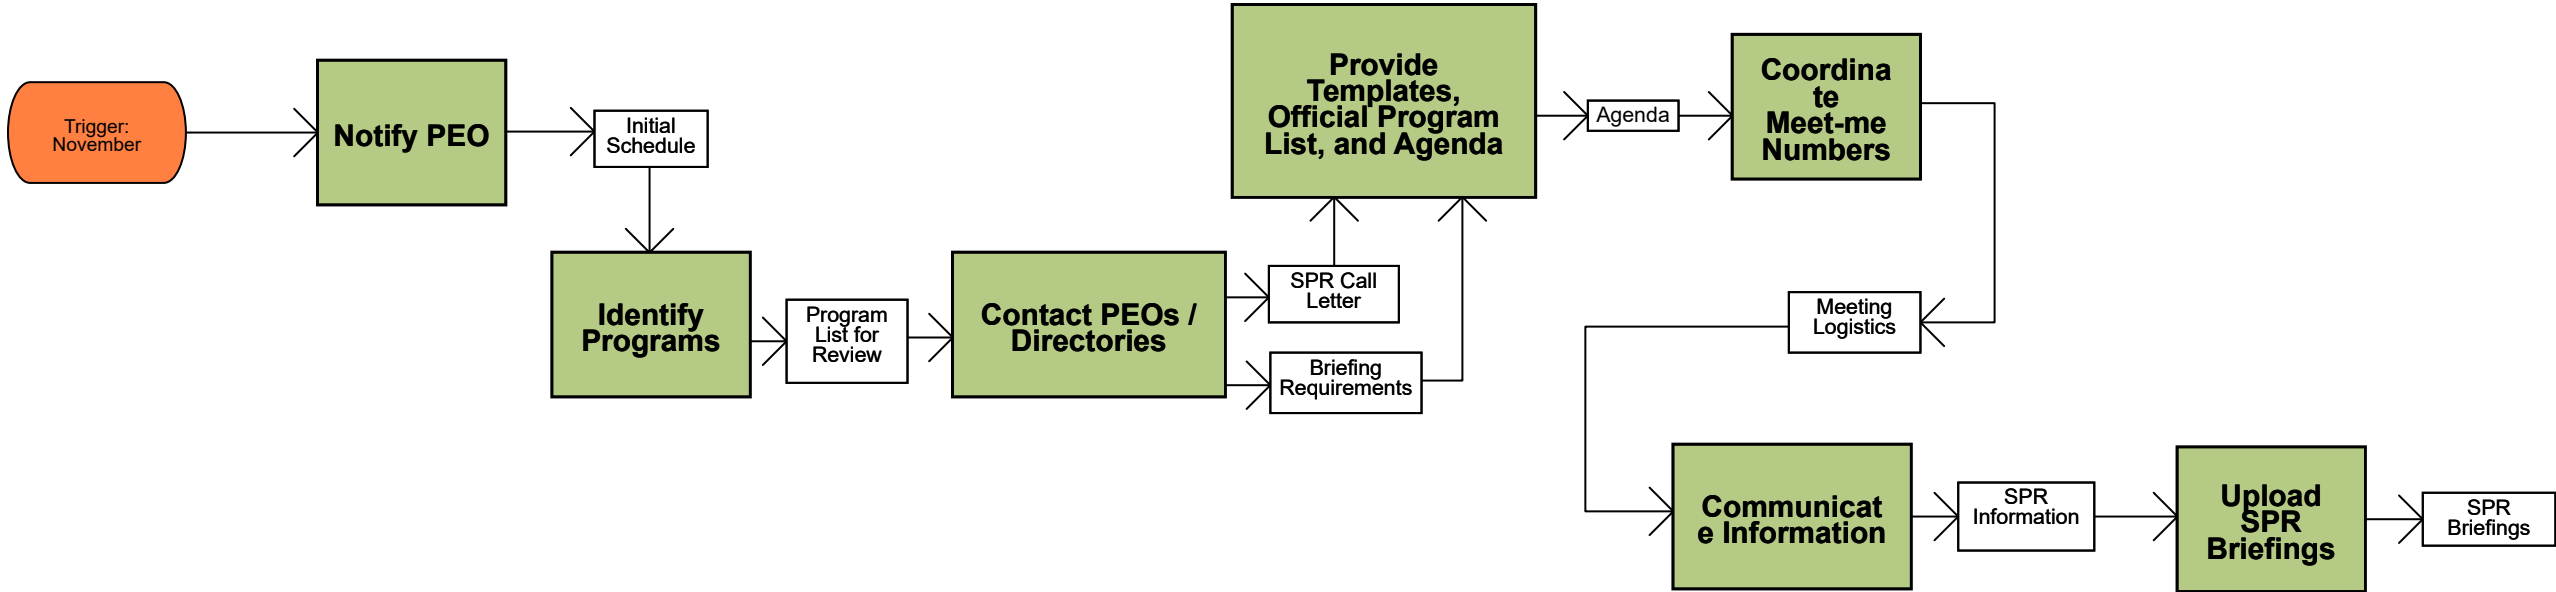 Trigger:
November
Notify PEO
Initial
Schedule
Identify
Programs
Program
List for
Review
Contact PEOs /
Directories
SPR Call
Letter
Briefing
Requirements
Provide
Templates,
Official Program
List, and Agenda
Agenda
Coordina
te
Meet-me
Numbers
Meeting
Logistics
Communicat
e Information
SPR
Information
Upload
SPR
Briefings
SPR
Briefings